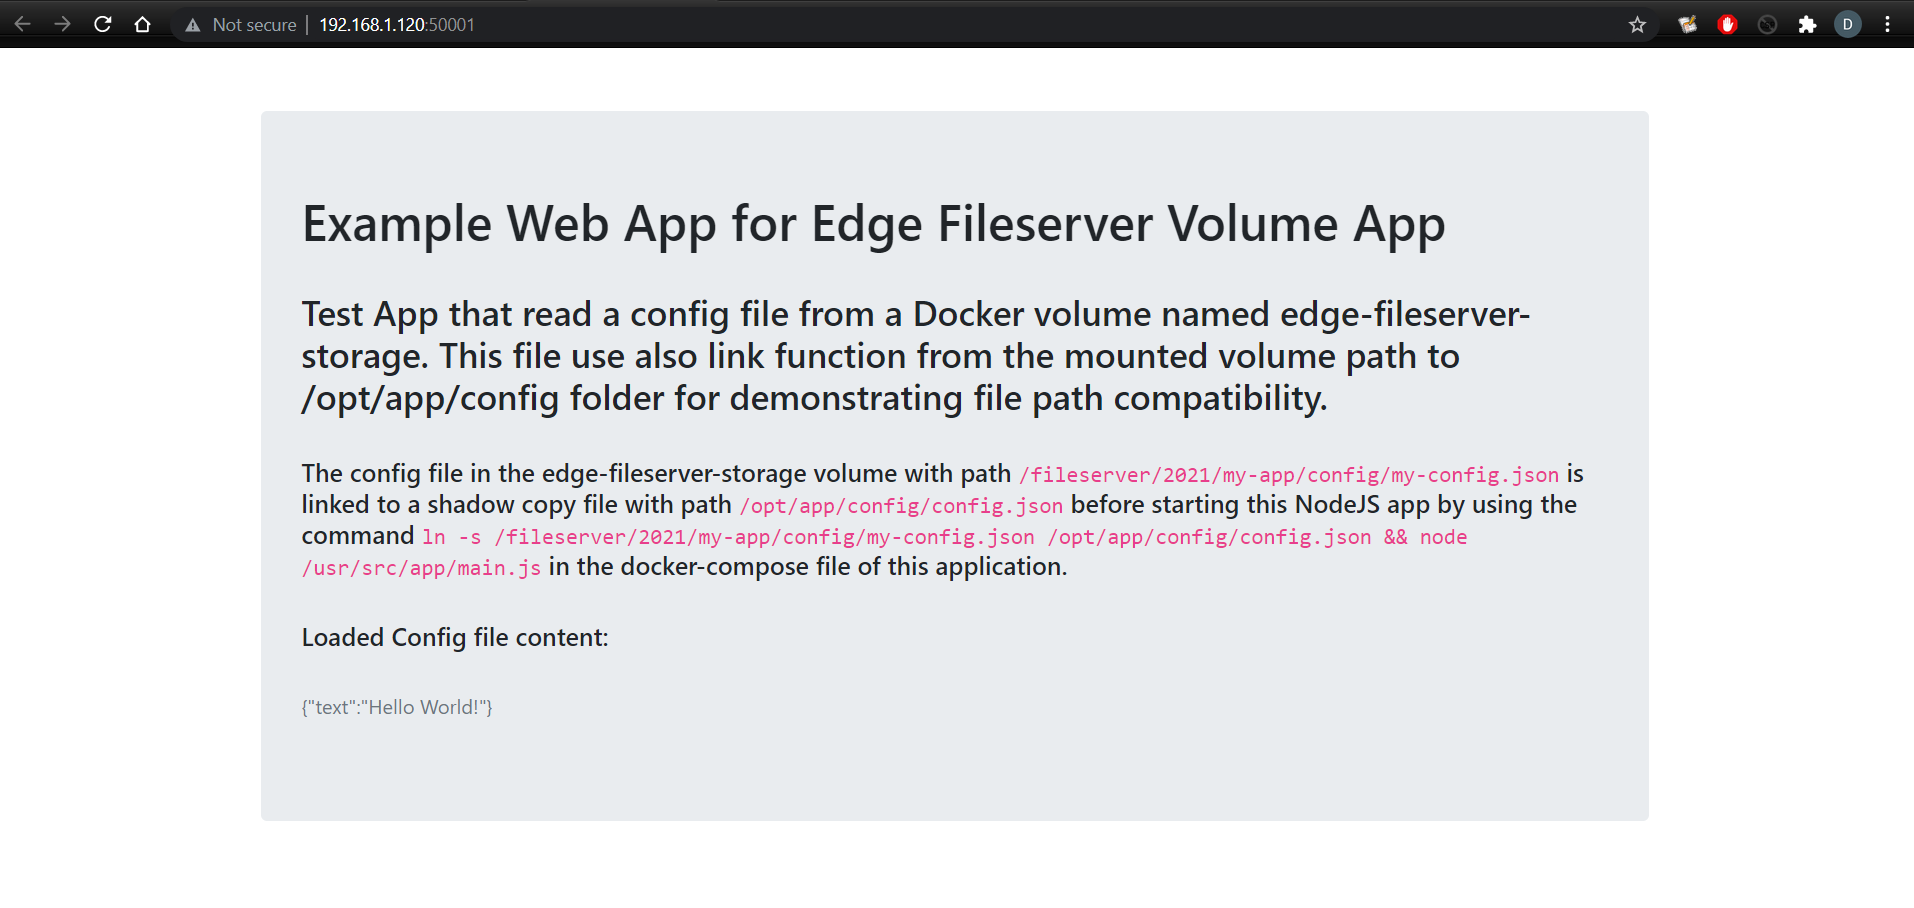 Not secure | 192.168.1.120:50001
D
Example Web App for Edge Fileserver Volume App
Test App that read a config file from a Docker volume named edge-fileserver-
storage. This file use also link function from the mounted volume path to
/opt/app/config folder for demonstrating file path compatibility.
The config file in the edge-fileserver-storage volume with path /fileserver/2021/my-app/config/my-config.json is
linked to a shadow copy file with path /opt/app/config/config.json before starting this NodeJS app by using the
command ln -s /fileserver/2021/my-app/config/my-config.json /opt/app/config/config.json && node
/usr/src/app/main.js in the docker-compose file of this application.
Loaded Config file content:
{"text":"Hello World!"}